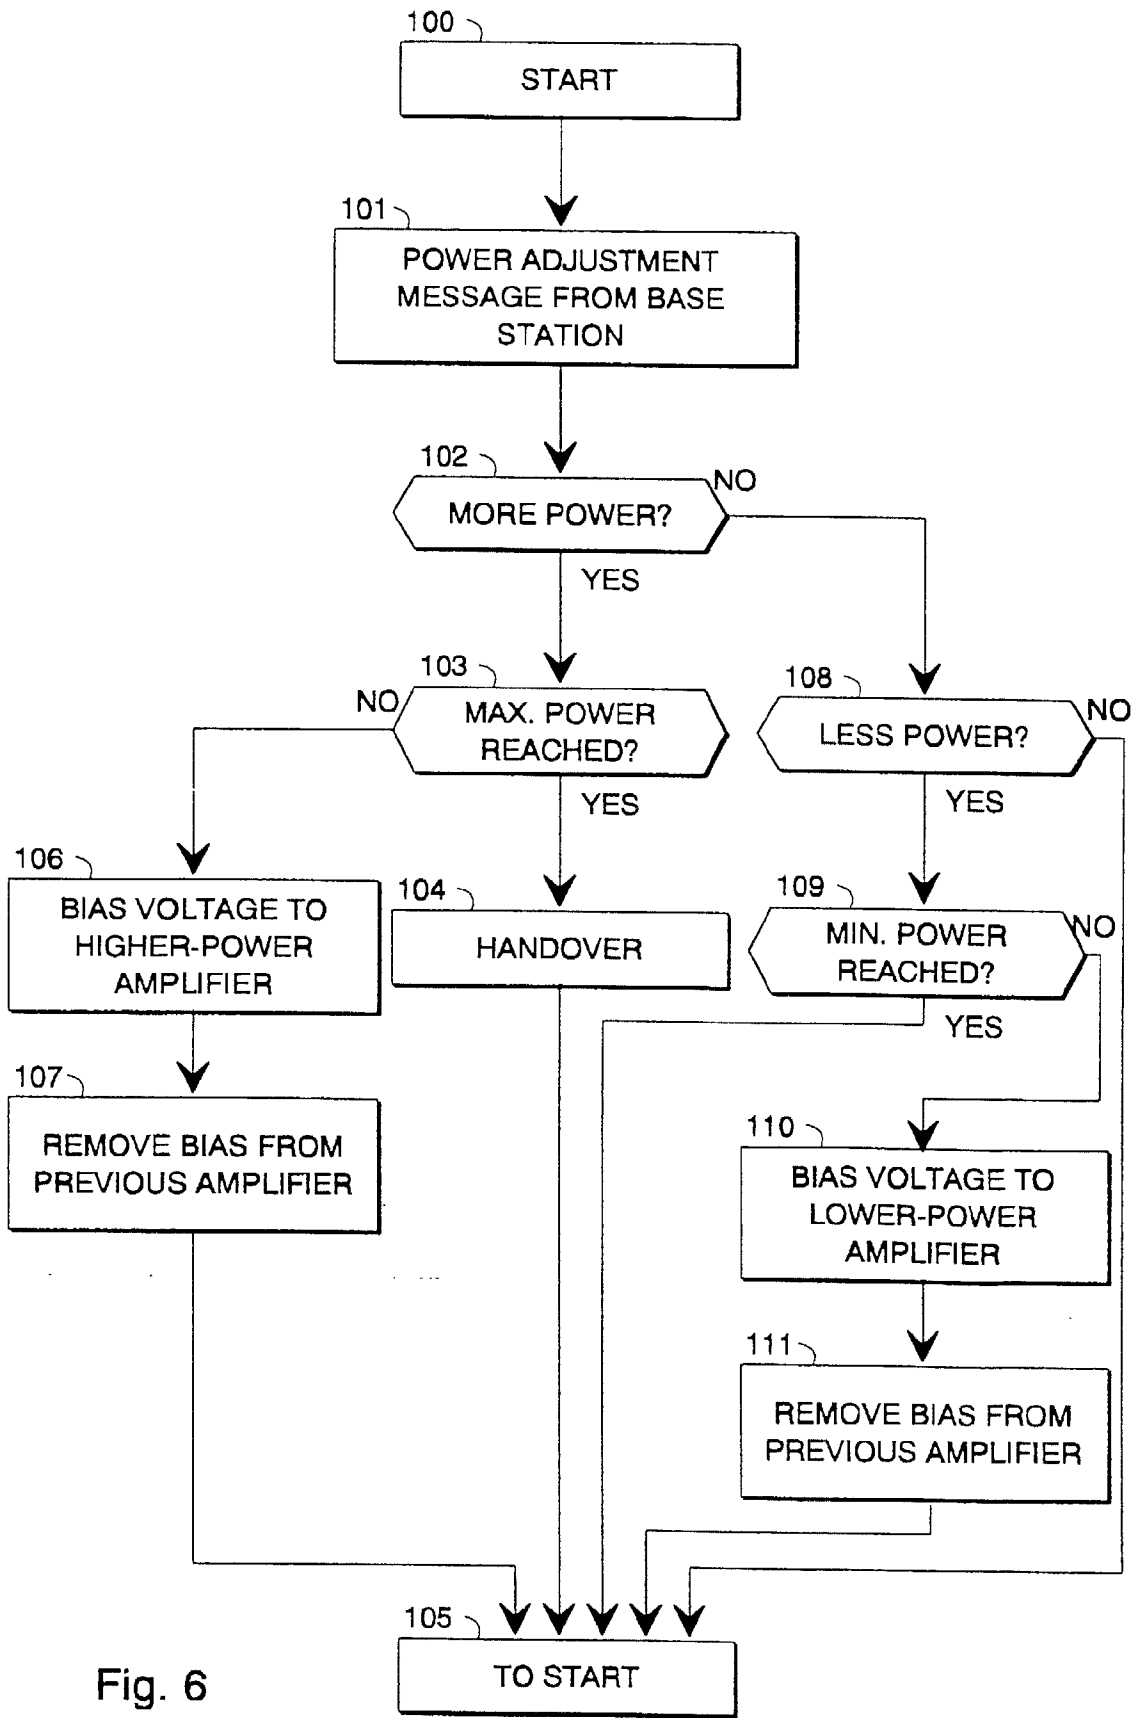 100
START
101
POWER ADJUSTMENT
MESSAGE FROM BASE
STATION
102
NO
MORE POWER?
YES
103
NO
MAX. POWER
REACHED?
YES
108
NO
LESS POWER?
YES
106
BIAS VOLTAGE TO
HIGHER-POWER
AMPLIFIER
104
HANDOVER
109
NO
MIN. POWER
REACHED?
YES
107
REMOVE BIAS FROM
PREVIOUS AMPLIFIER
110
BIAS VOLTAGE TO
LOWER-POWER
AMPLIFIER
111
REMOVE BIAS FROM
PREVIOUS AMPLIFIER
105
TO START
Fig. 6